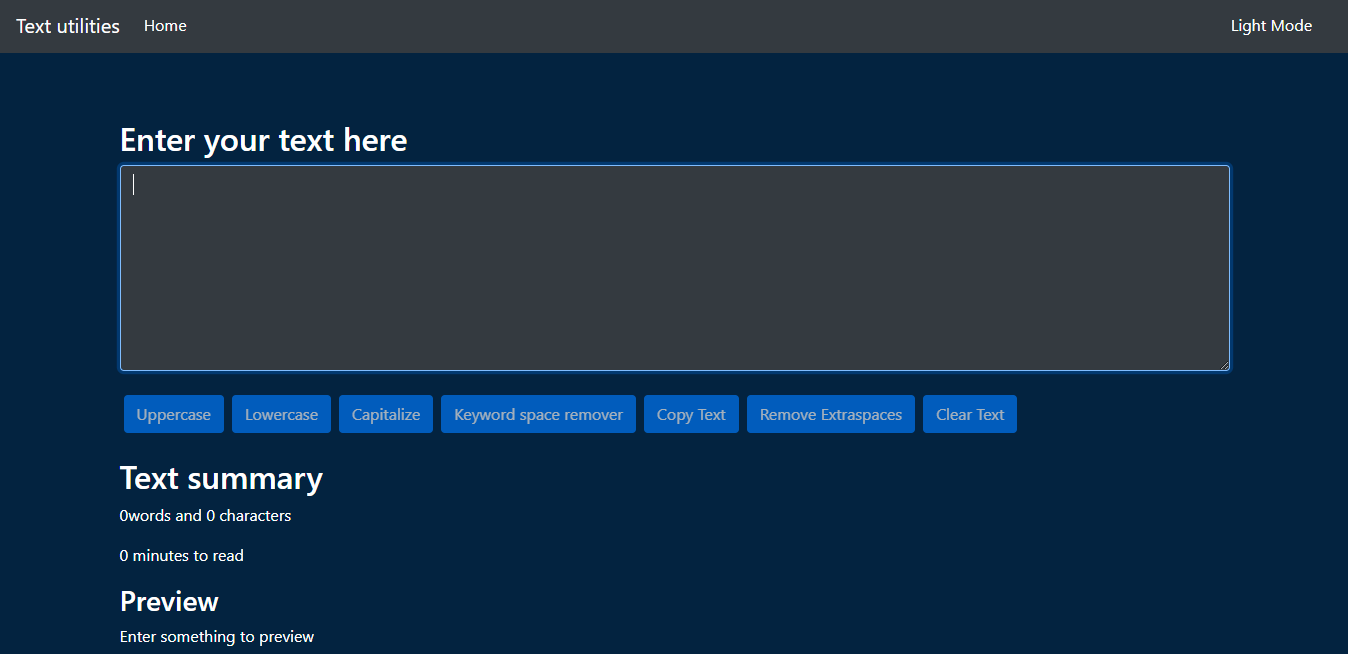 Text utilities Home Light Mode
Enter your text here
Uppercase Lowercase Capitalize Keyword space remover Copy Text Remove Extraspaces Clear Text
Text summary
0words and 0 characters
0 minutes to read
Preview
Enter something to preview